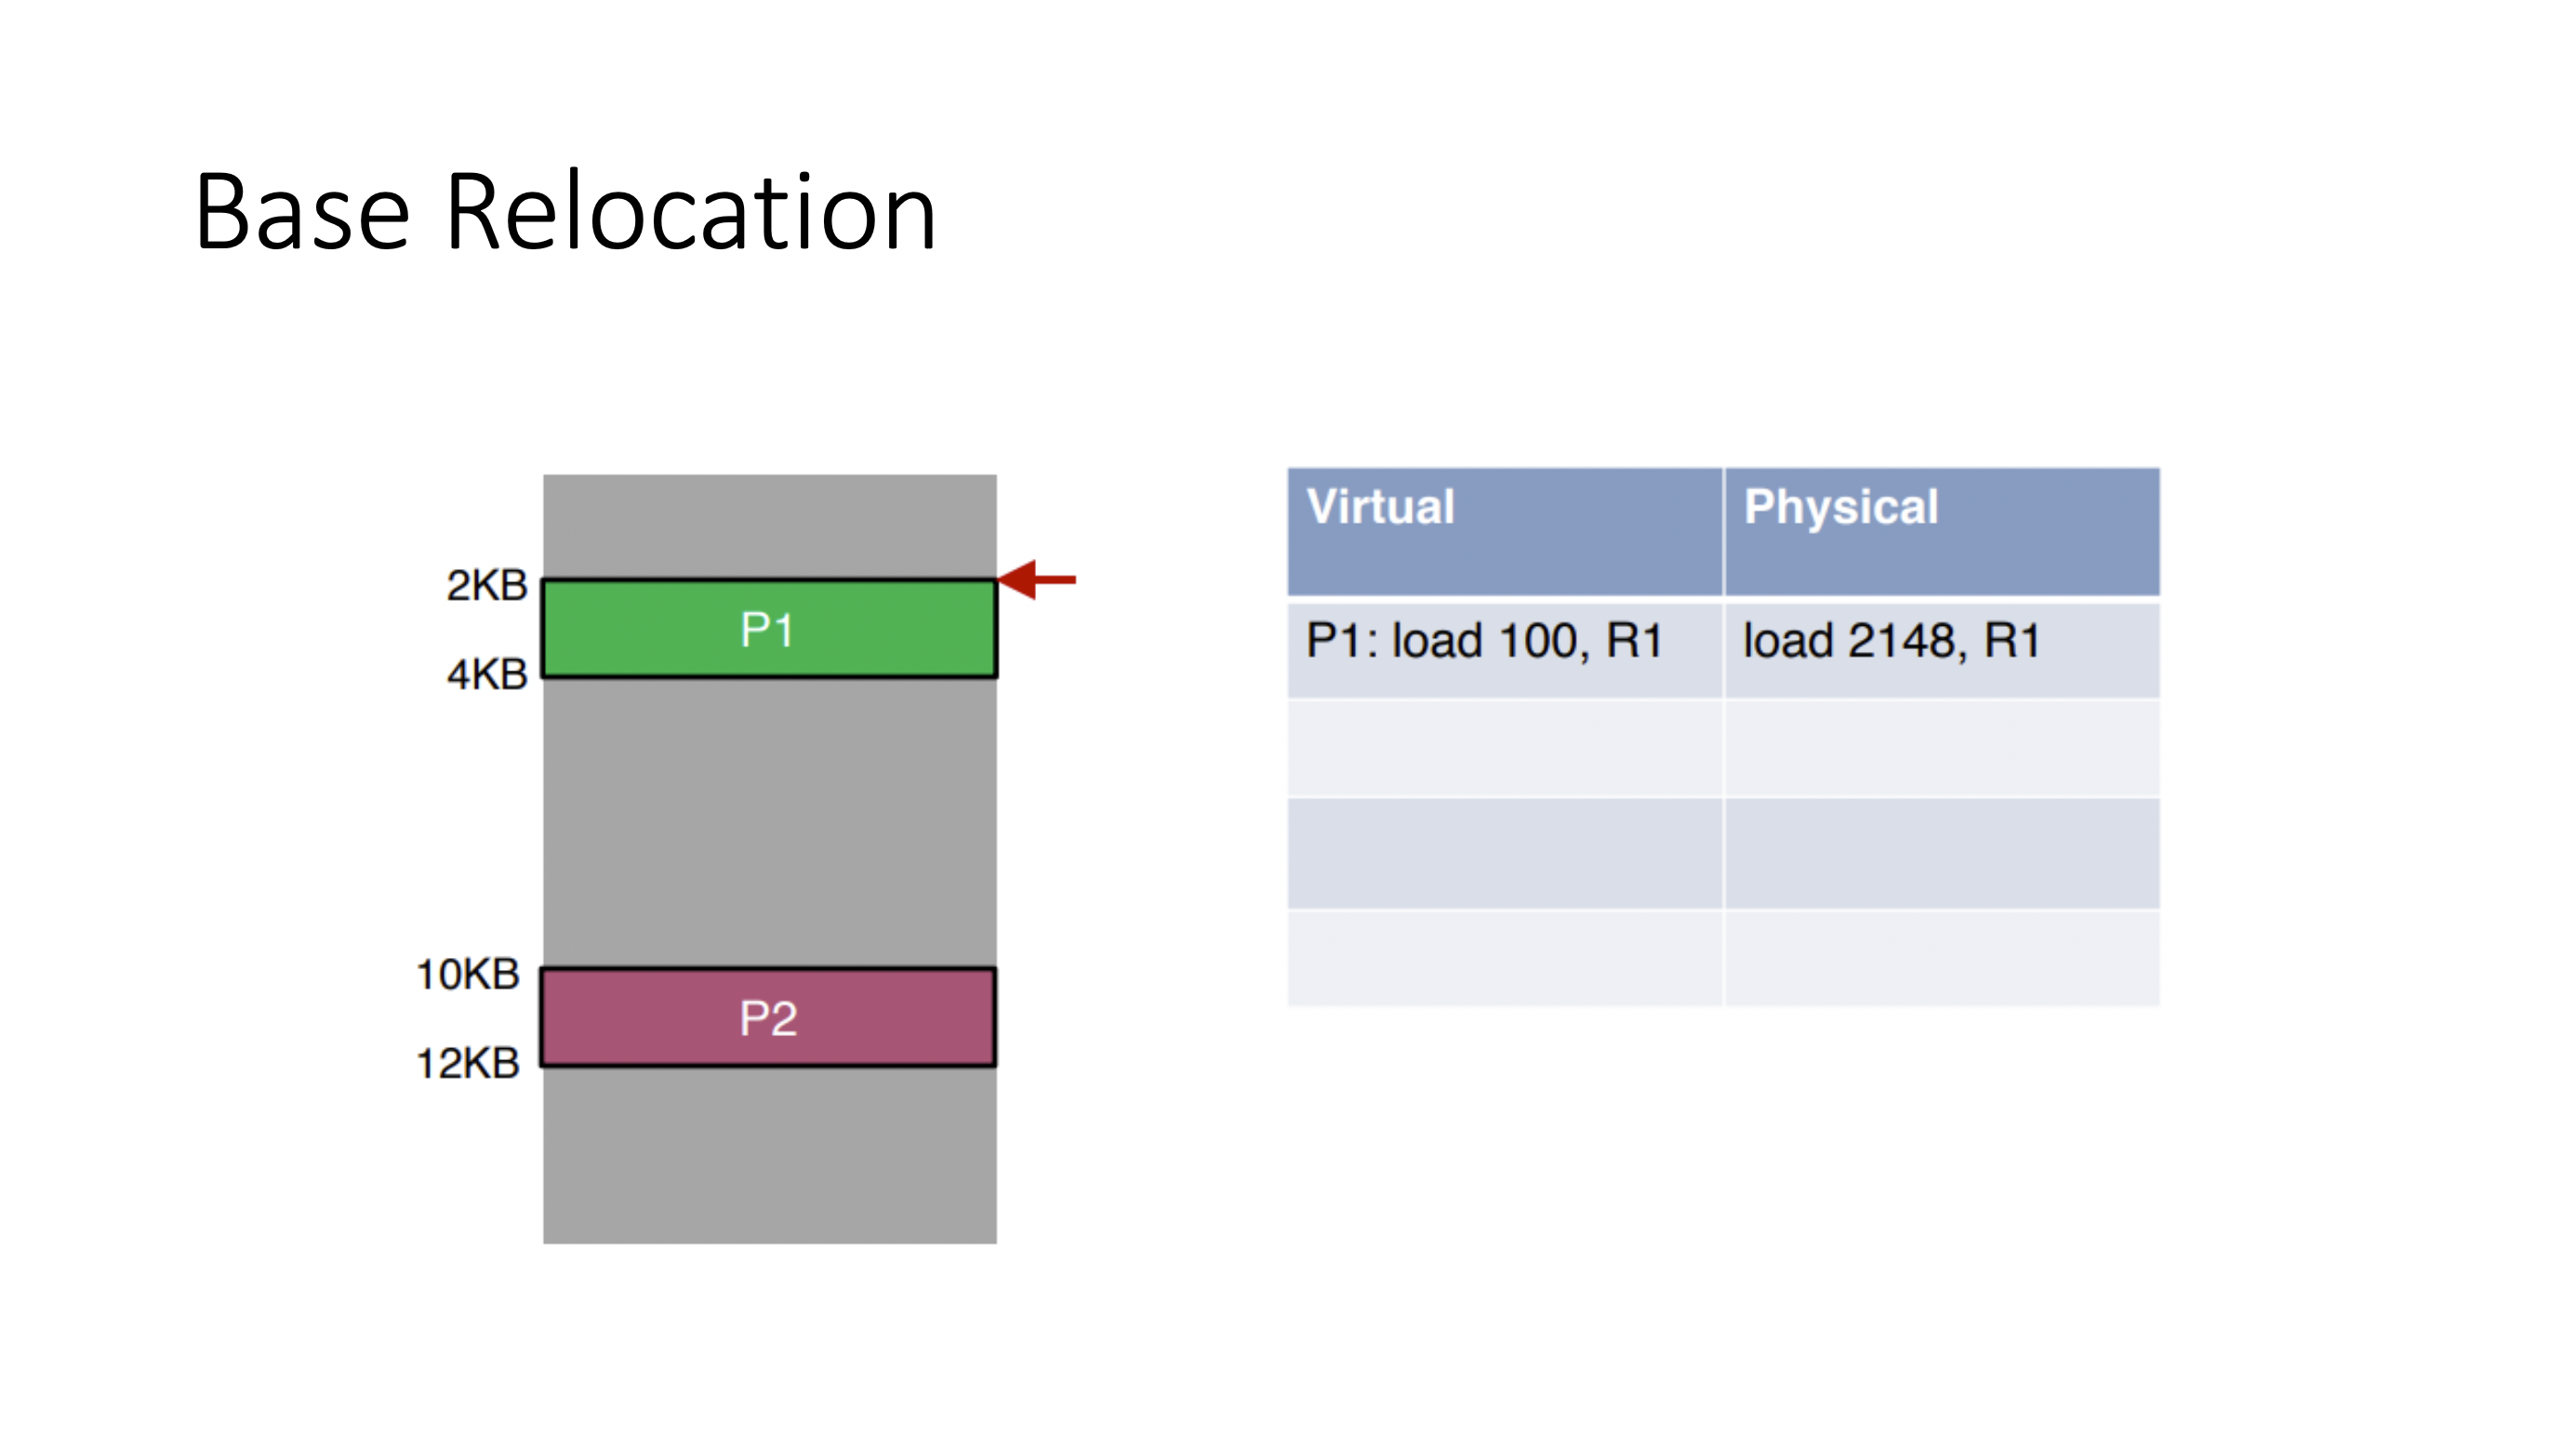 Base Relocation
2KB
P1
4KB
10KB
P2
12KB
Virtual Physical
P1: load 100, R1 load 2148, R1